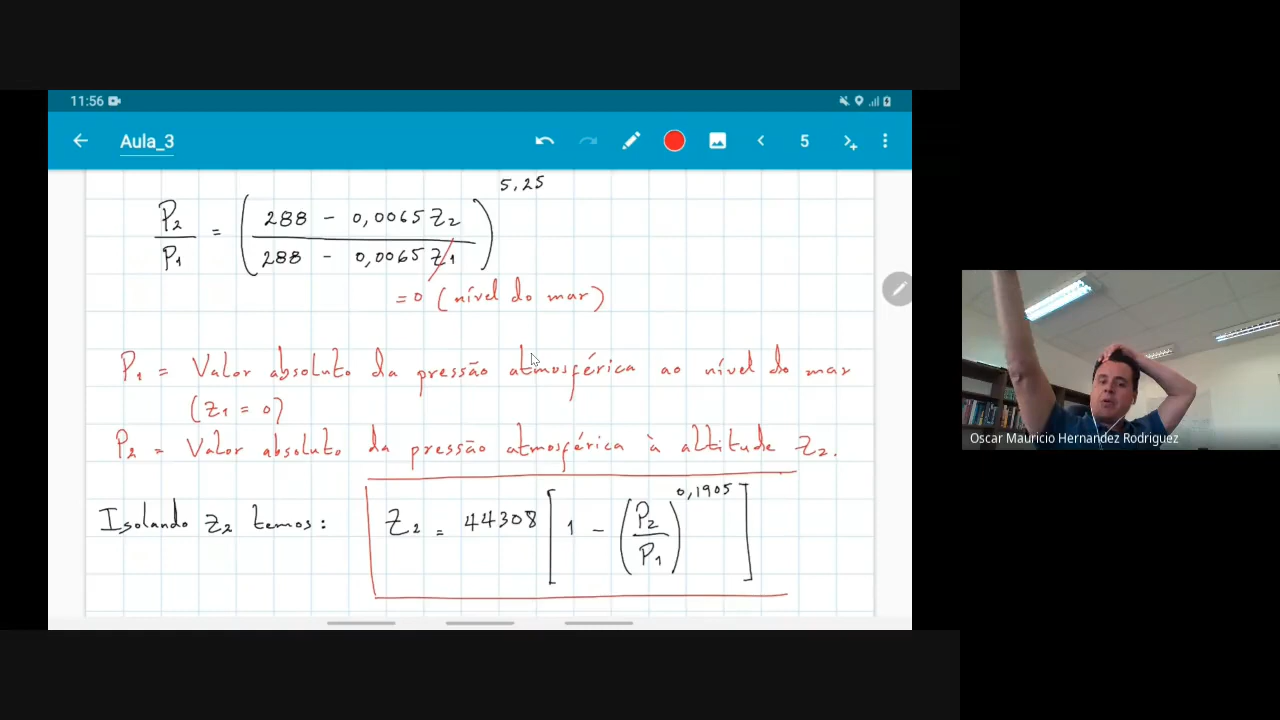 11:56
Aula_3
5
5,25
P₂/P₁ = (288 - 0,0065 Z₂ / 288 - 0,0065 Z₁)
= 0 (nível do mar)
P₁ = Valor absoluto da pressão atmosférica ao nível do mar
(Z₁ = 0)
P₂ = Valor absoluto da pressão atmosférica à altitude Z₂.
Isolando Z₂ temos: Z₂ = 44308 [1 - (P₂/P₁)^0,1905]
Oscar Mauricio Hernandez Rodriguez